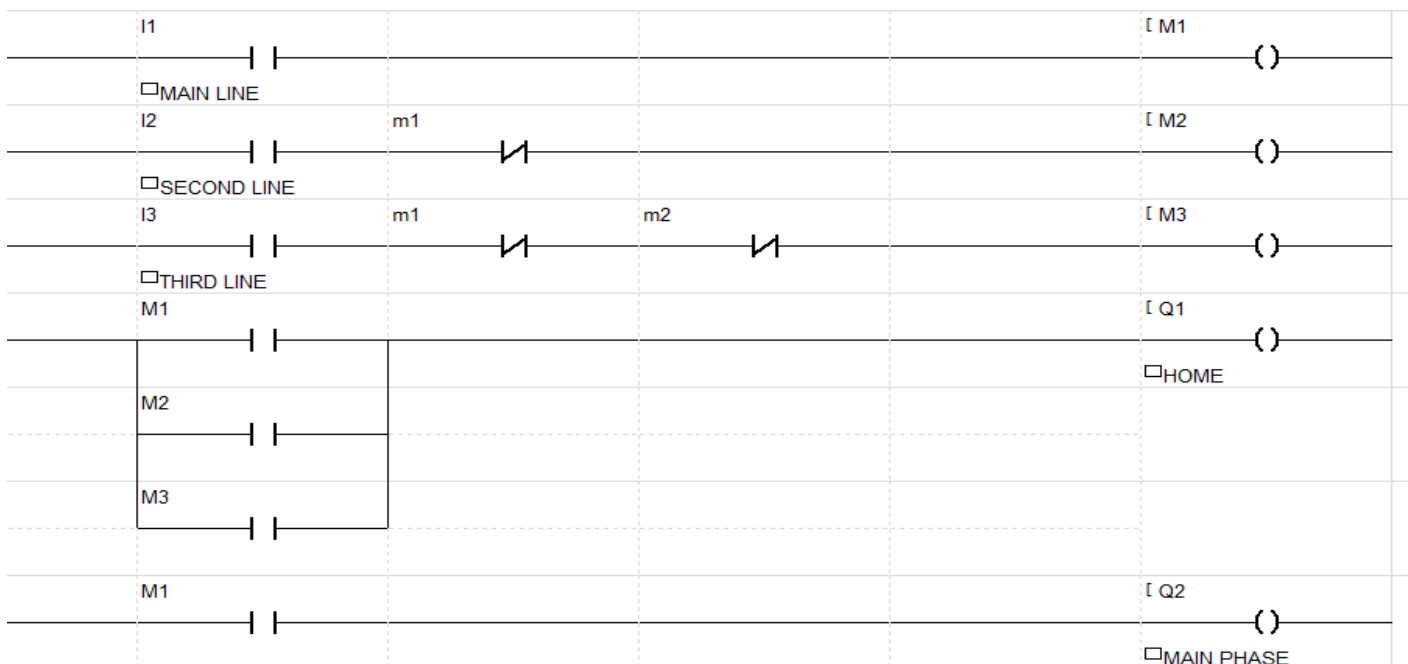 I1 [ M1
MAIN LINE
I2 m1 [ M2
SECOND LINE
I3 m1 m2 [ M3
THIRD LINE
M1 [ Q1
HOME
M2
M3
M1 [ Q2
MAIN PHASE